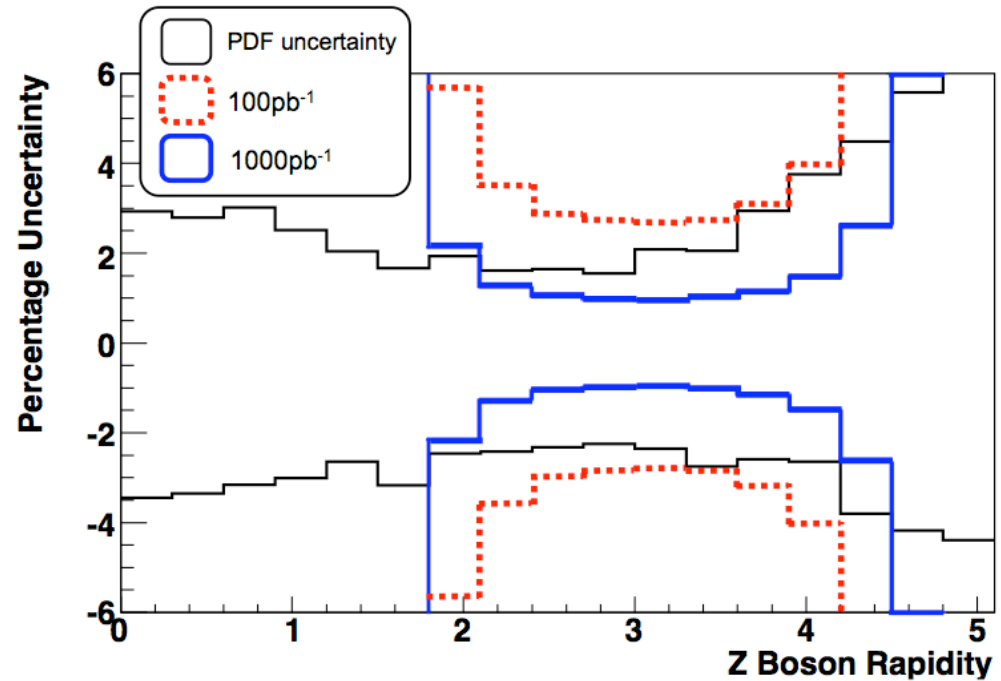 PDF uncertainty
100pb⁻¹
1000pb⁻¹
Percentage Uncertainty
6
4
2
0
-2
-4
-6
0 1 2 3 4 5
Z Boson Rapidity